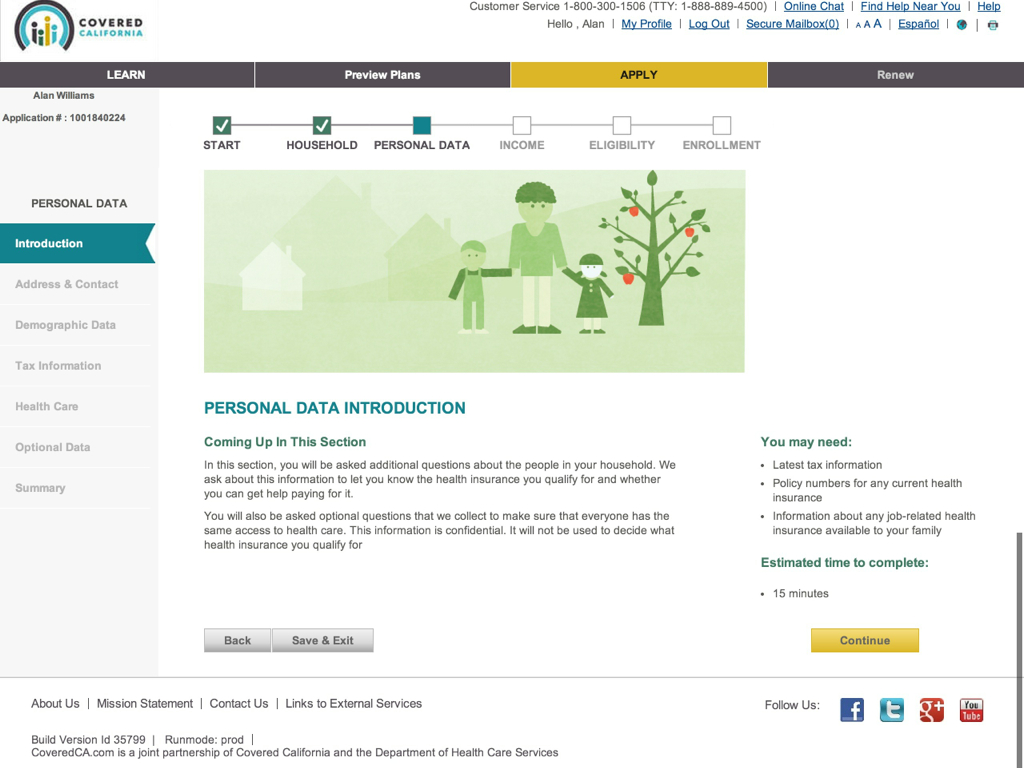 COVERED
CALIFORNIA
Customer Service 1-800-300-1506 (TTY: 1-888-889-4500) | Online Chat | Find Help Near You | Help
Hello , Alan | My Profile | Log Out | Secure Mailbox(0) | A A A | Español |
LEARN
Preview Plans
APPLY
Renew
Alan Williams
Application # : 1001840224
START
HOUSEHOLD
PERSONAL DATA
INCOME
ELIGIBILITY
ENROLLMENT
PERSONAL DATA
Introduction
Address & Contact
Demographic Data
Tax Information
Health Care
Optional Data
Summary
PERSONAL DATA INTRODUCTION
Coming Up In This Section
In this section, you will be asked additional questions about the people in your household. We
ask about this information to let you know the health insurance you qualify for and whether
you can get help paying for it.
You will also be asked optional questions that we collect to make sure that everyone has the
same access to health care. This information is confidential. It will not be used to decide what
health insurance you qualify for
You may need:
• Latest tax information
• Policy numbers for any current health
insurance
• Information about any job-related health
insurance available to your family
Estimated time to complete:
• 15 minutes
Back
Save & Exit
Continue
About Us | Mission Statement | Contact Us | Links to External Services
Follow Us:
f
t
g+
You
Tube
Build Version Id 35799 | Runmode: prod |
CoveredCA.com is a joint partnership of Covered California and the Department of Health Care Services